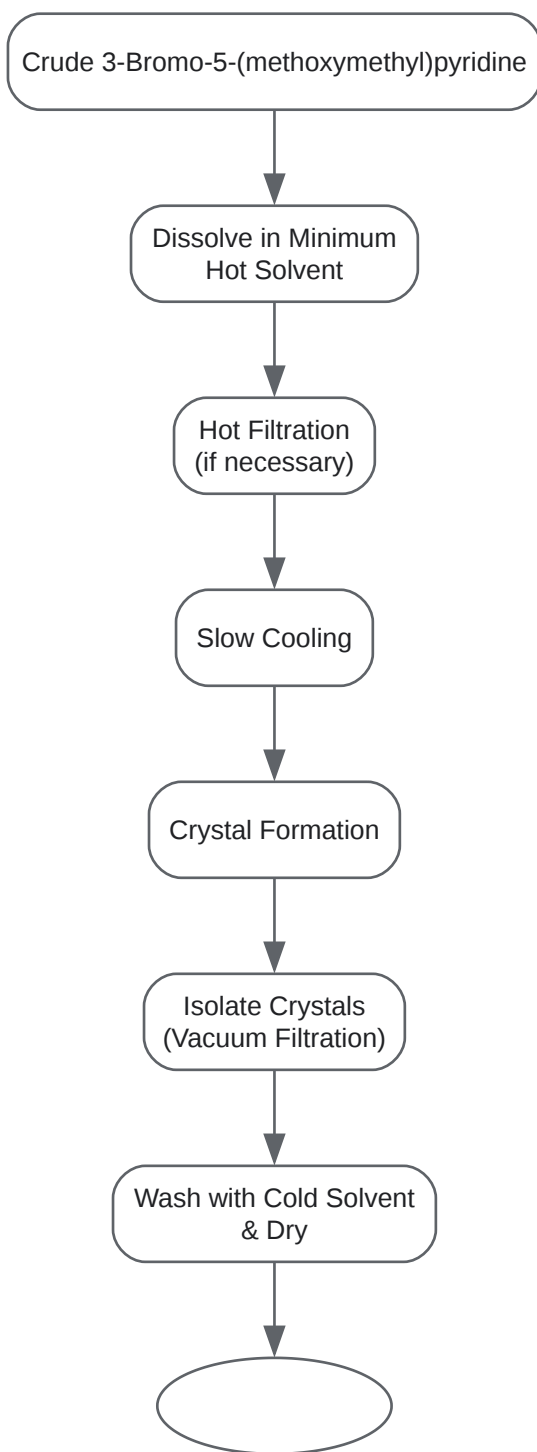 Crude 3-Bromo-5-(methoxymethyl)pyridine
Dissolve in Minimum
Hot Solvent
Hot Filtration
(if necessary)
Slow Cooling
Crystal Formation
Isolate Crystals
(Vacuum Filtration)
Wash with Cold Solvent
& Dry